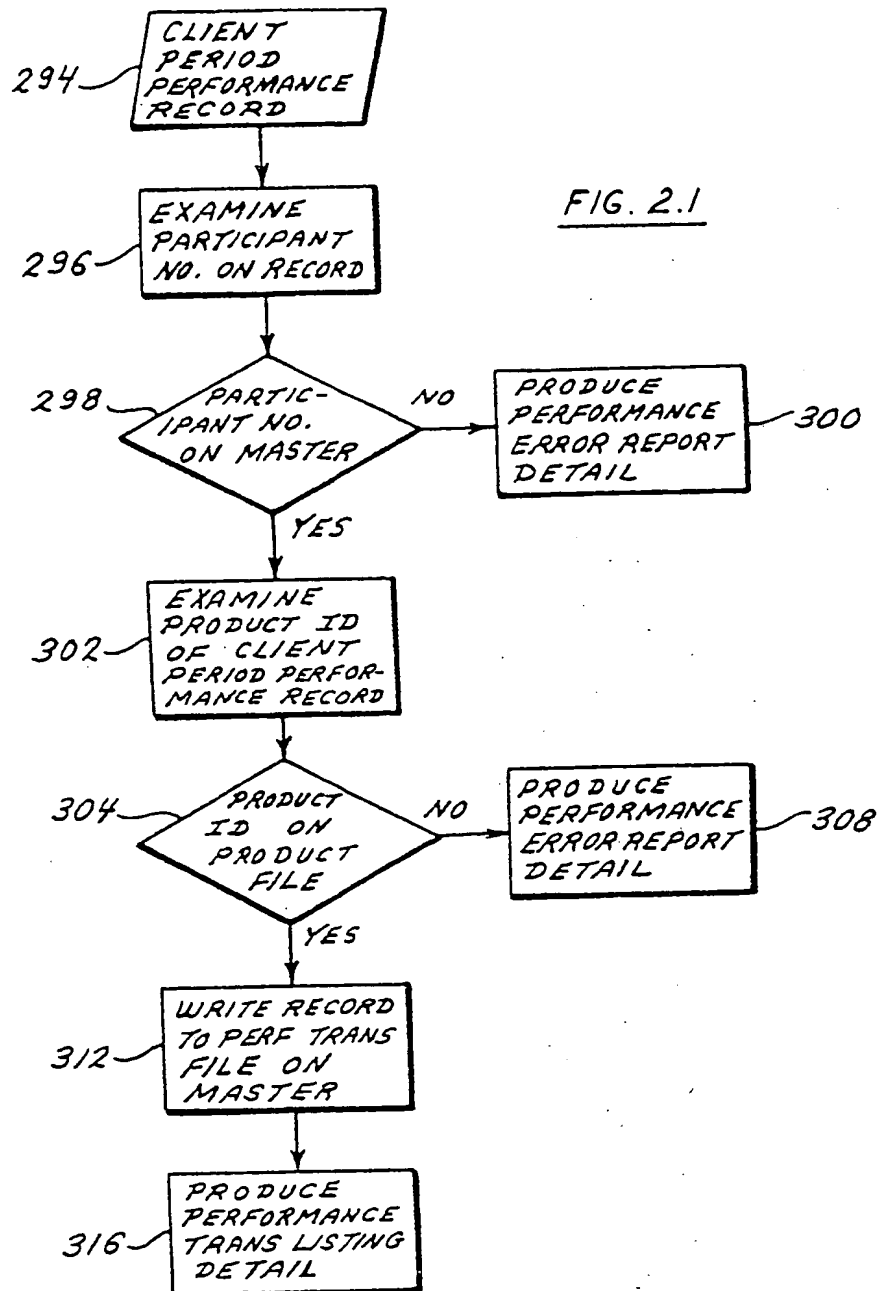 CLIENT
PERIOD
PERFORMANCE
RECORD
294
EXAMINE
PARTICIPANT
NO. ON RECORD
296
FIG. 2.1
PARTIC-
IPANT NO.
ON MASTER
298
NO
PRODUCE
PERFORMANCE
ERROR REPORT
DETAIL
300
YES
EXAMINE
PRODUCT ID
OF CLIENT
PERIOD PERFOR-
MANCE RECORD
302
PRODUCT
ID ON
PRODUCT
FILE
304
NO
PRODUCE
PERFORMANCE
ERROR REPORT
DETAIL
308
YES
WRITE RECORD
TO PERF TRANS
FILE ON
MASTER
312
PRODUCE
PERFORMANCE
TRANS LISTING
DETAIL
316